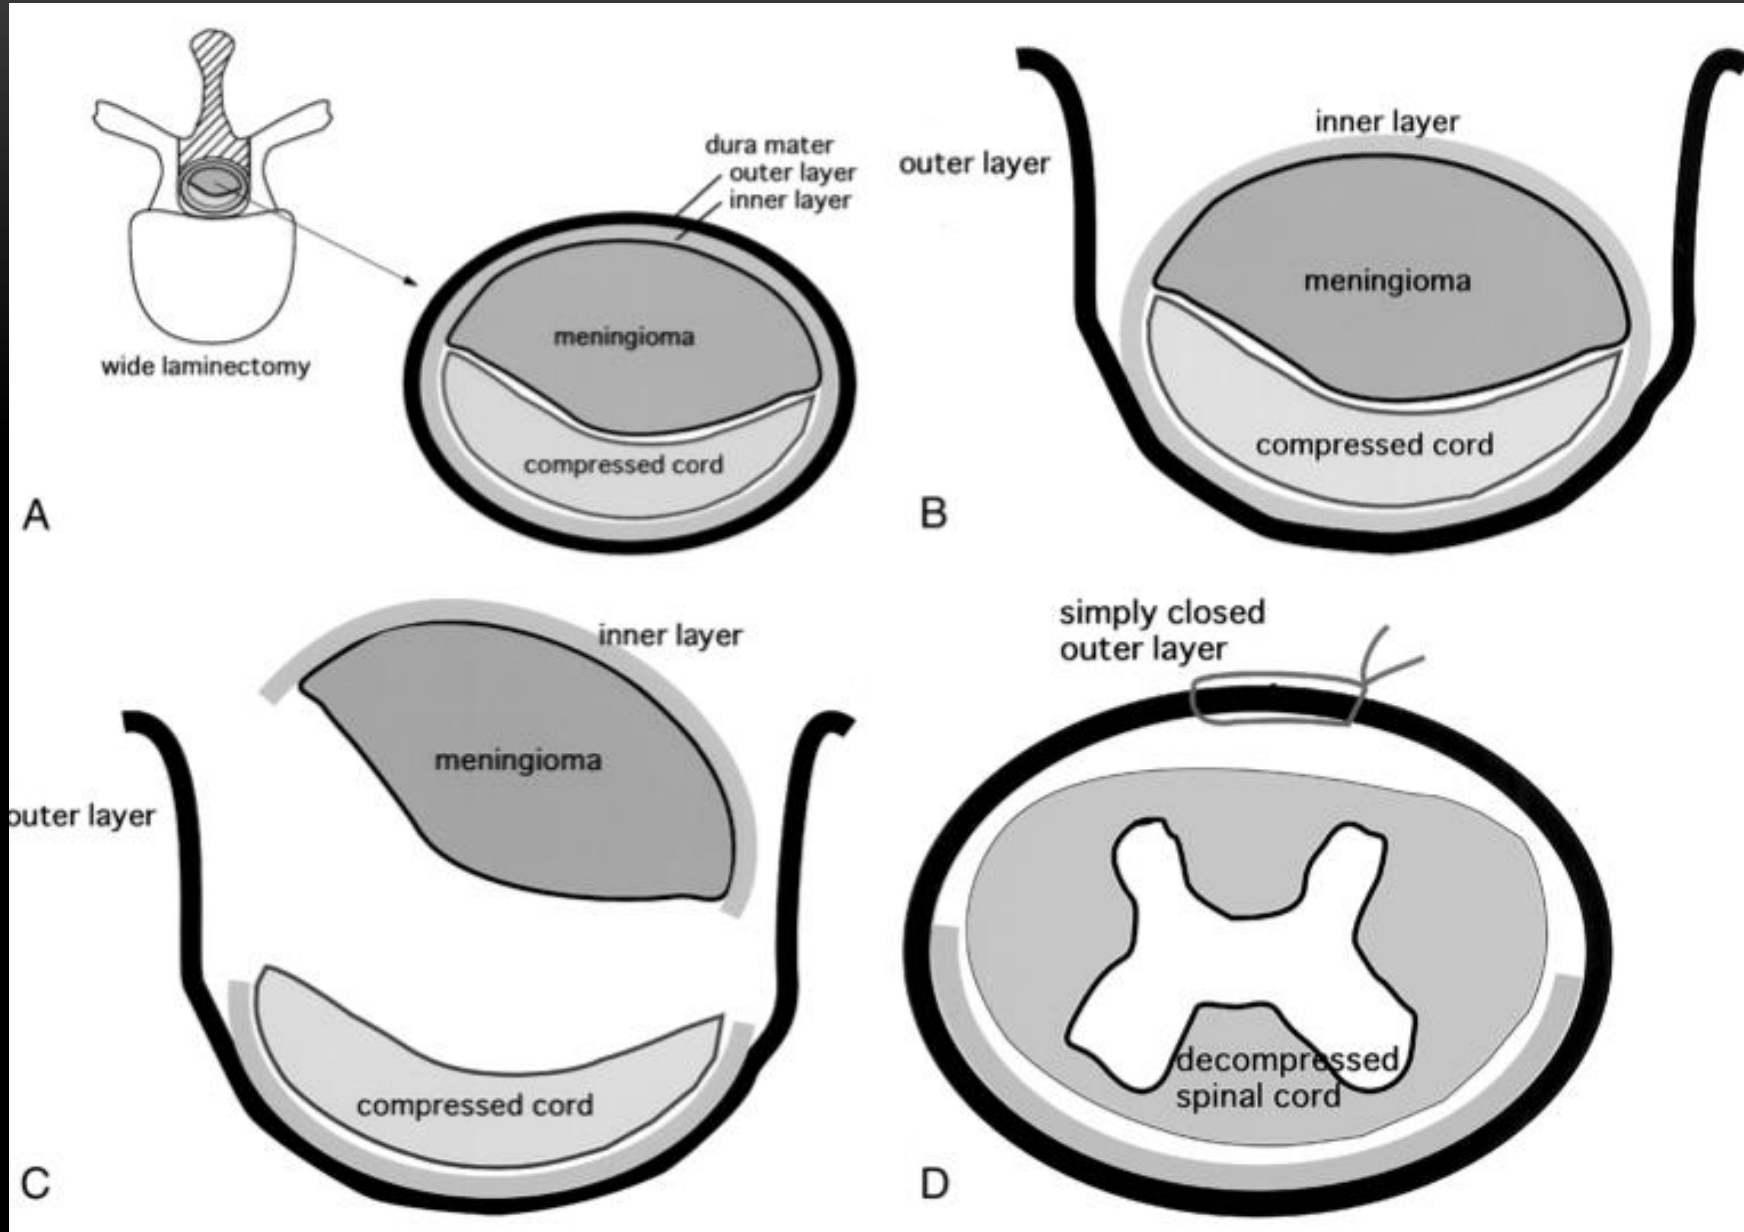 dura mater
outer layer
inner layer
wide laminectomy
meningioma
compressed cord
A
inner layer
outer layer
meningioma
compressed cord
B
inner layer
meningioma
outer layer
compressed cord
C
simply closed
outer layer
decompressed
spinal cord
D